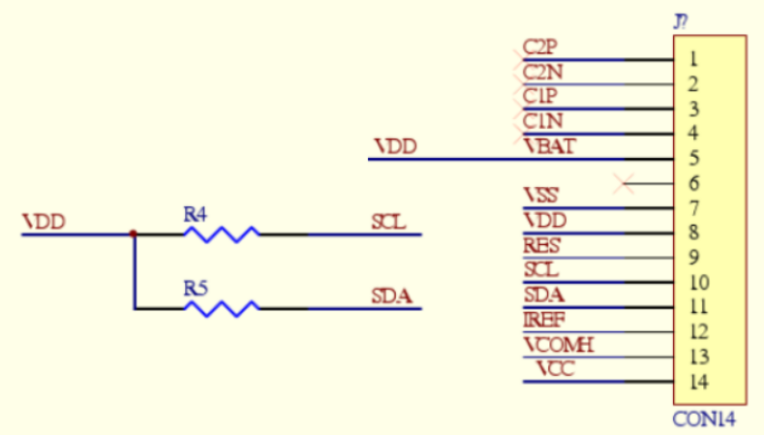 J?
C2P
1
C2N
2
C1P
3
C1N
4
VDD
VBAT
5
6
VSS
7
VDD
R4
SCL
VDD
8
RES
9
SCL
10
R5
SDA
SDA
11
IREF
12
VCOMH
13
VCC
14
CON14